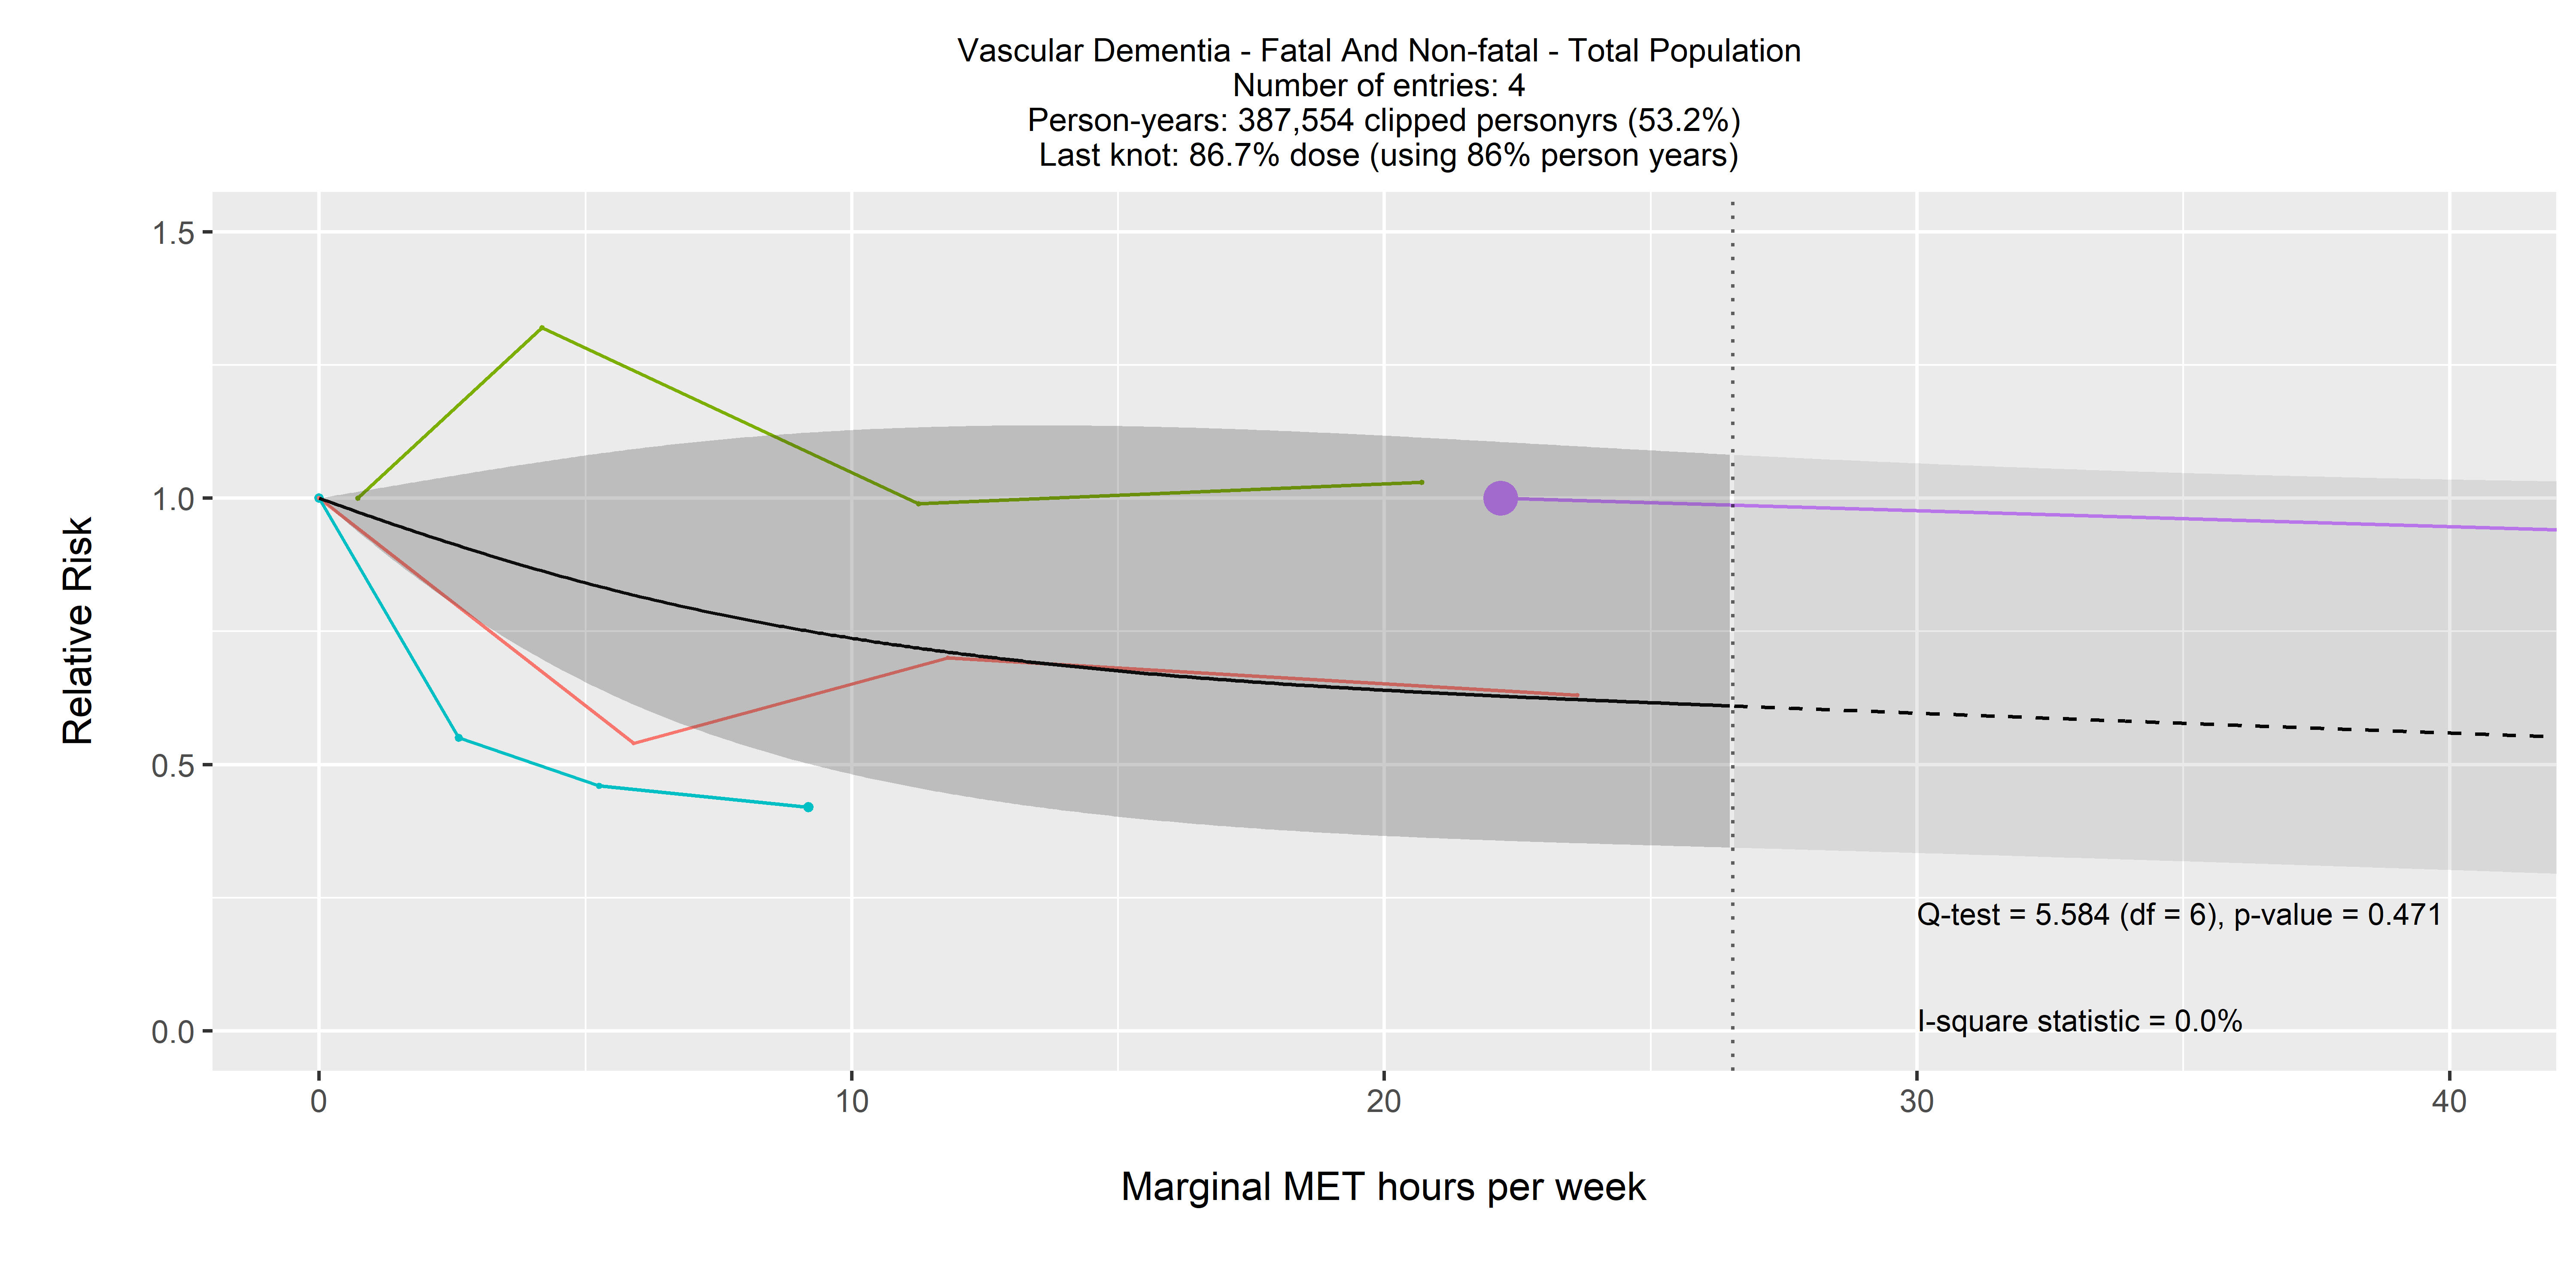 Vascular Dementia - Fatal And Non-fatal - Total Population
Number of entries: 4
Person-years: 387,554 clipped personyrs (53.2%)
Last knot: 86.7% dose (using 86% person years)
1.5
1.0
0.5
0.0
Relative Risk
Q-test = 5.584 (df = 6), p-value = 0.471
I-square statistic = 0.0%
0 10 20 30 40
Marginal MET hours per week